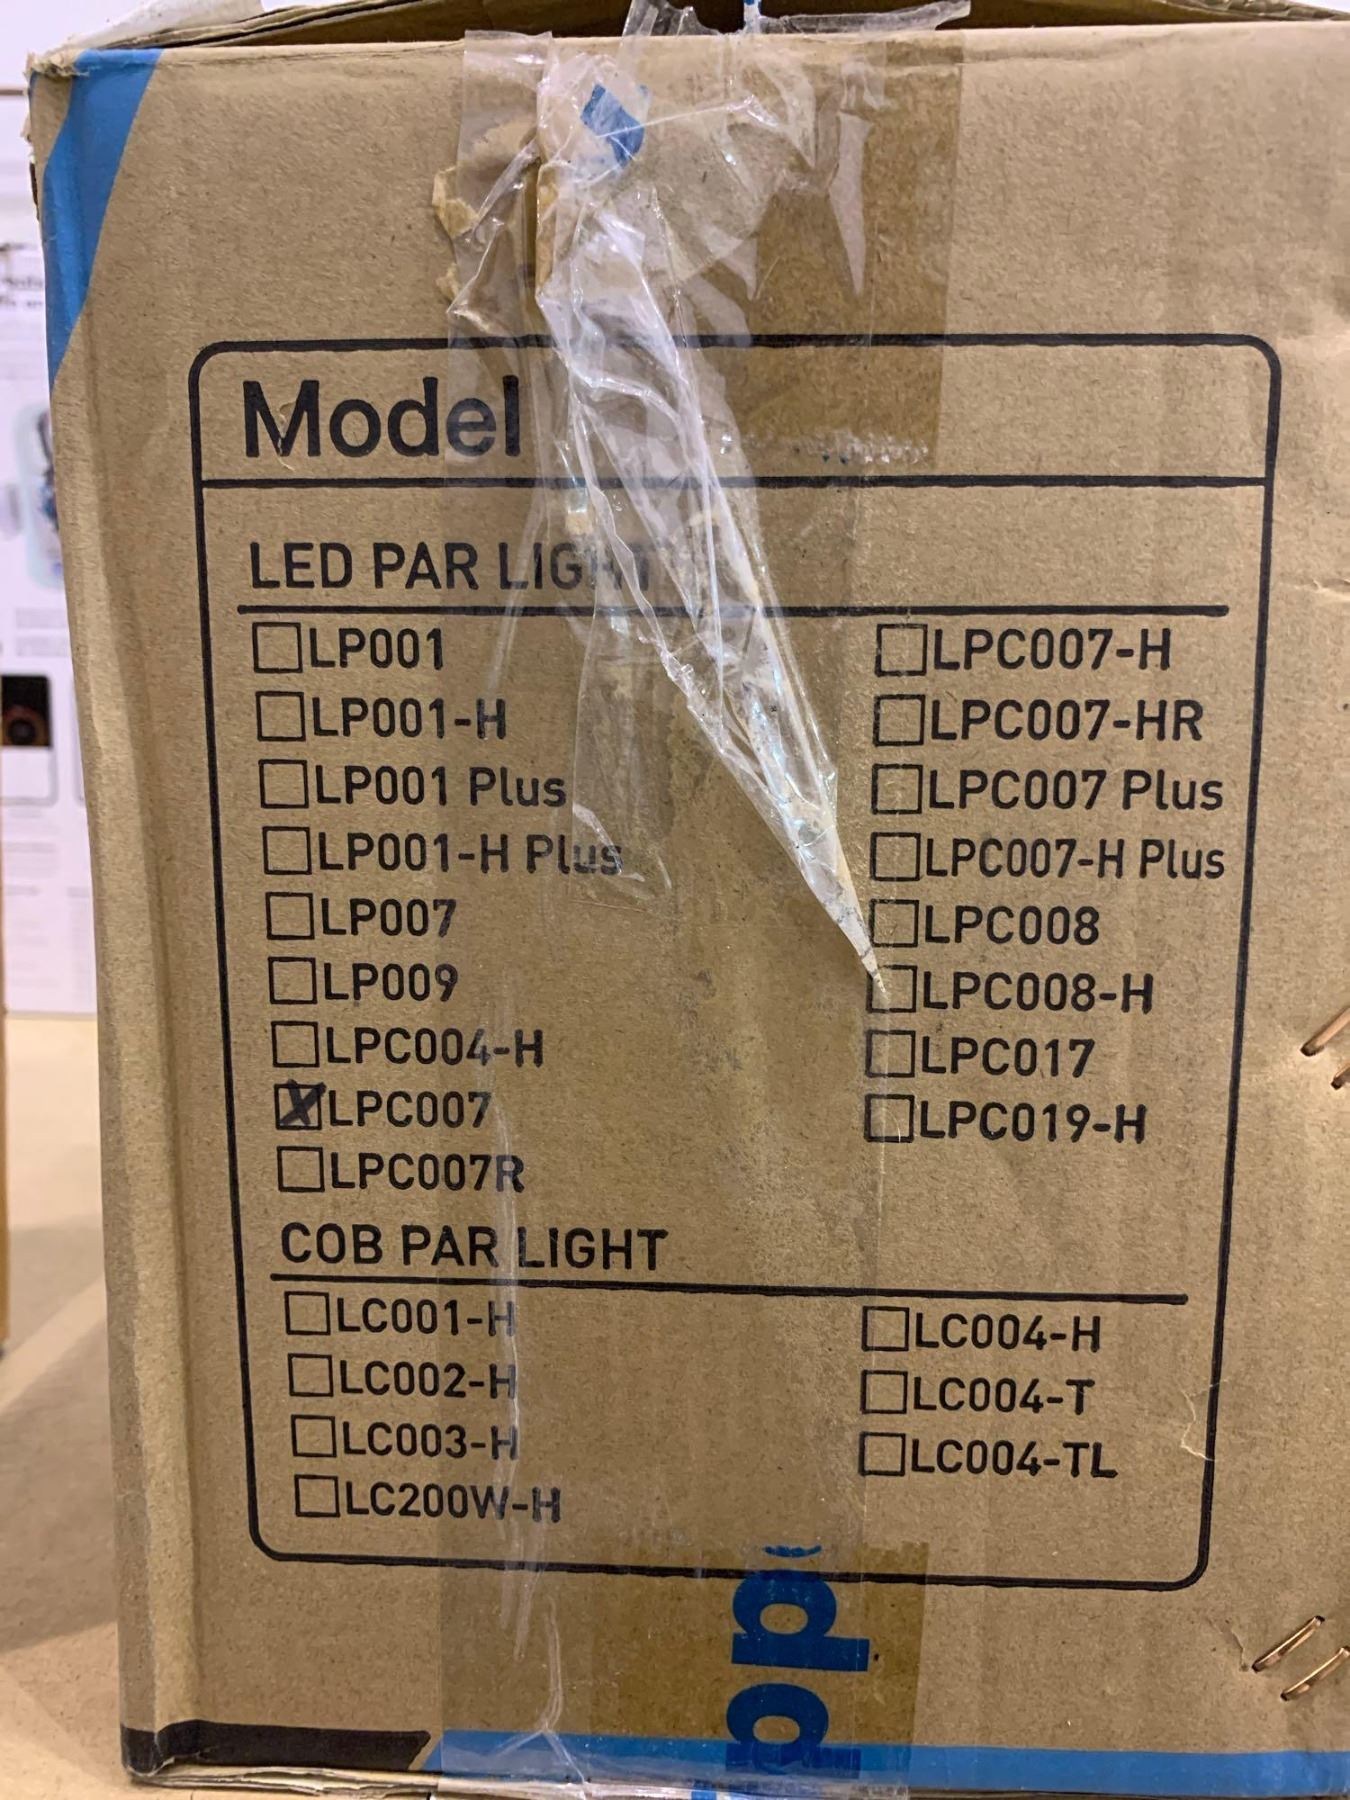 Model
LED PAR LIGHT
LP001
LP001-H
LP001 Plus
LP001-H Plus
LP007
LP009
LPC004-H
LPC007
LPC007R
LPC007-H
LPC007-HR
LPC007 Plus
LPC007-H Plus
LPC008
LPC008-H
LPC017
LPC019-H
COB PAR LIGHT
LC001-H
LC002-H
LC003-H
LC200W-H
LC004-H
LC004-T
LC004-TL